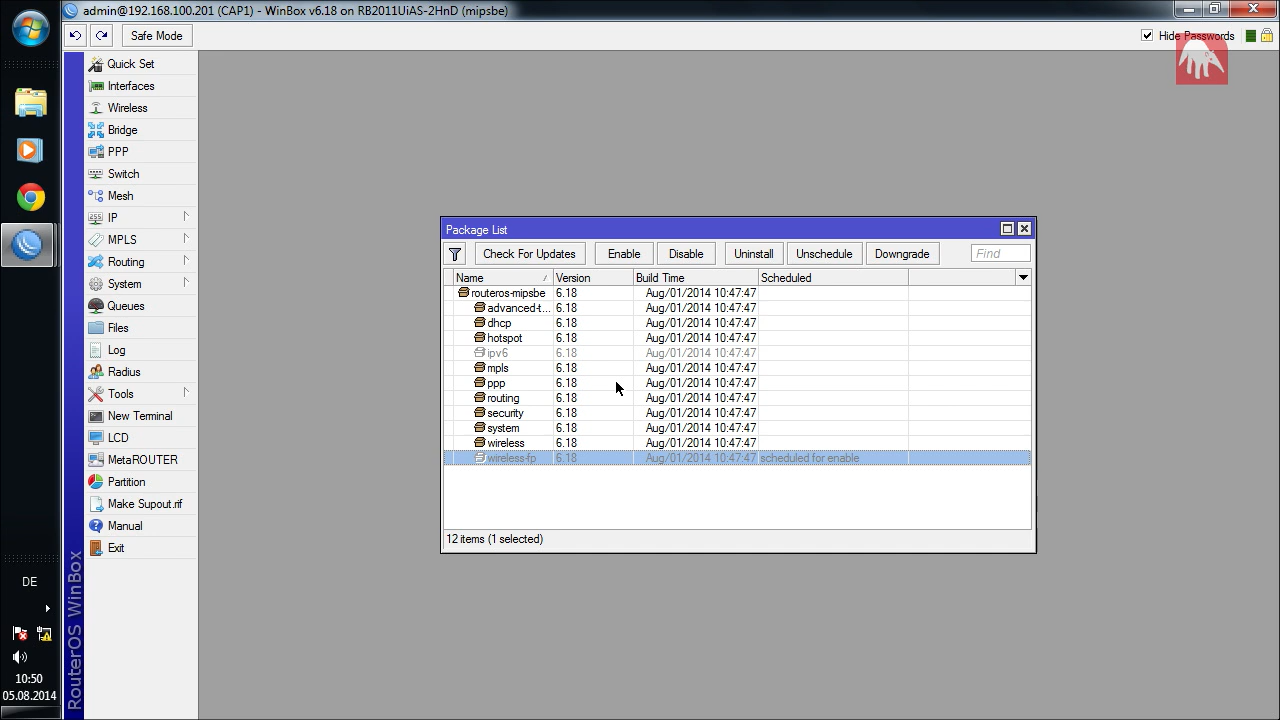 admin@192.168.100.201 (CAP1) - WinBox v6.18 on RB2011UiAS-2HnD (mipsbe)
Safe Mode
Hide Passwords
Quick Set
Interfaces
Wireless
Bridge
PPP
Switch
Mesh
IP
MPLS
Routing
System
Queues
Files
Log
Radius
Tools
New Terminal
LCD
MetaROUTER
Partition
Make Supout.rif
Manual
Exit
RouterOS WinBox
Package List
Check For Updates Enable Disable Uninstall Unschedule Downgrade Find
Name Version Build Time Scheduled
routeros-mipsbe 6.18 Aug/01/2014 10:47:47
advanced-t... 6.18 Aug/01/2014 10:47:47
dhcp 6.18 Aug/01/2014 10:47:47
hotspot 6.18 Aug/01/2014 10:47:47
ipv6 6.18 Aug/01/2014 10:47:47
mpls 6.18 Aug/01/2014 10:47:47
ppp 6.18 Aug/01/2014 10:47:47
routing 6.18 Aug/01/2014 10:47:47
security 6.18 Aug/01/2014 10:47:47
system 6.18 Aug/01/2014 10:47:47
wireless 6.18 Aug/01/2014 10:47:47
wireless-fp 6.18 Aug/01/2014 10:47:47 scheduled for enable
12 items (1 selected)
DE
10:50
05.08.2014